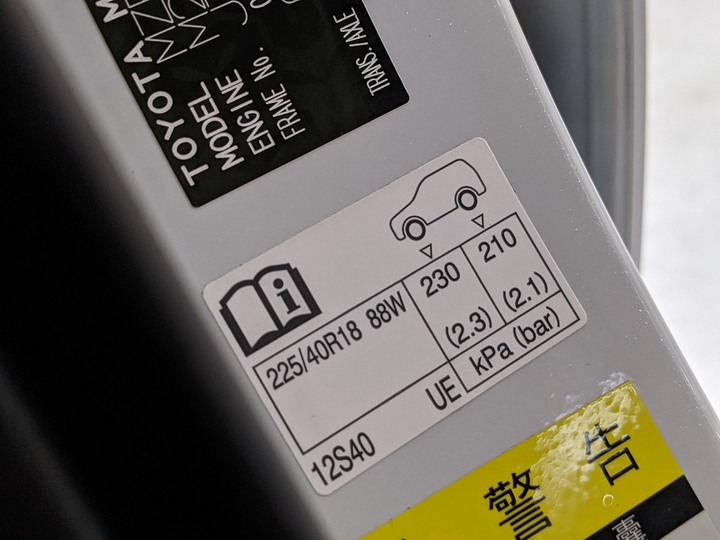 TOYOTA
MODEL
ENGINE
FRAME No.
TRANS./AXLE
225/40R18 88W
230
(2.3)
210
(2.1)
kPa (bar)
UE
12S40
警告